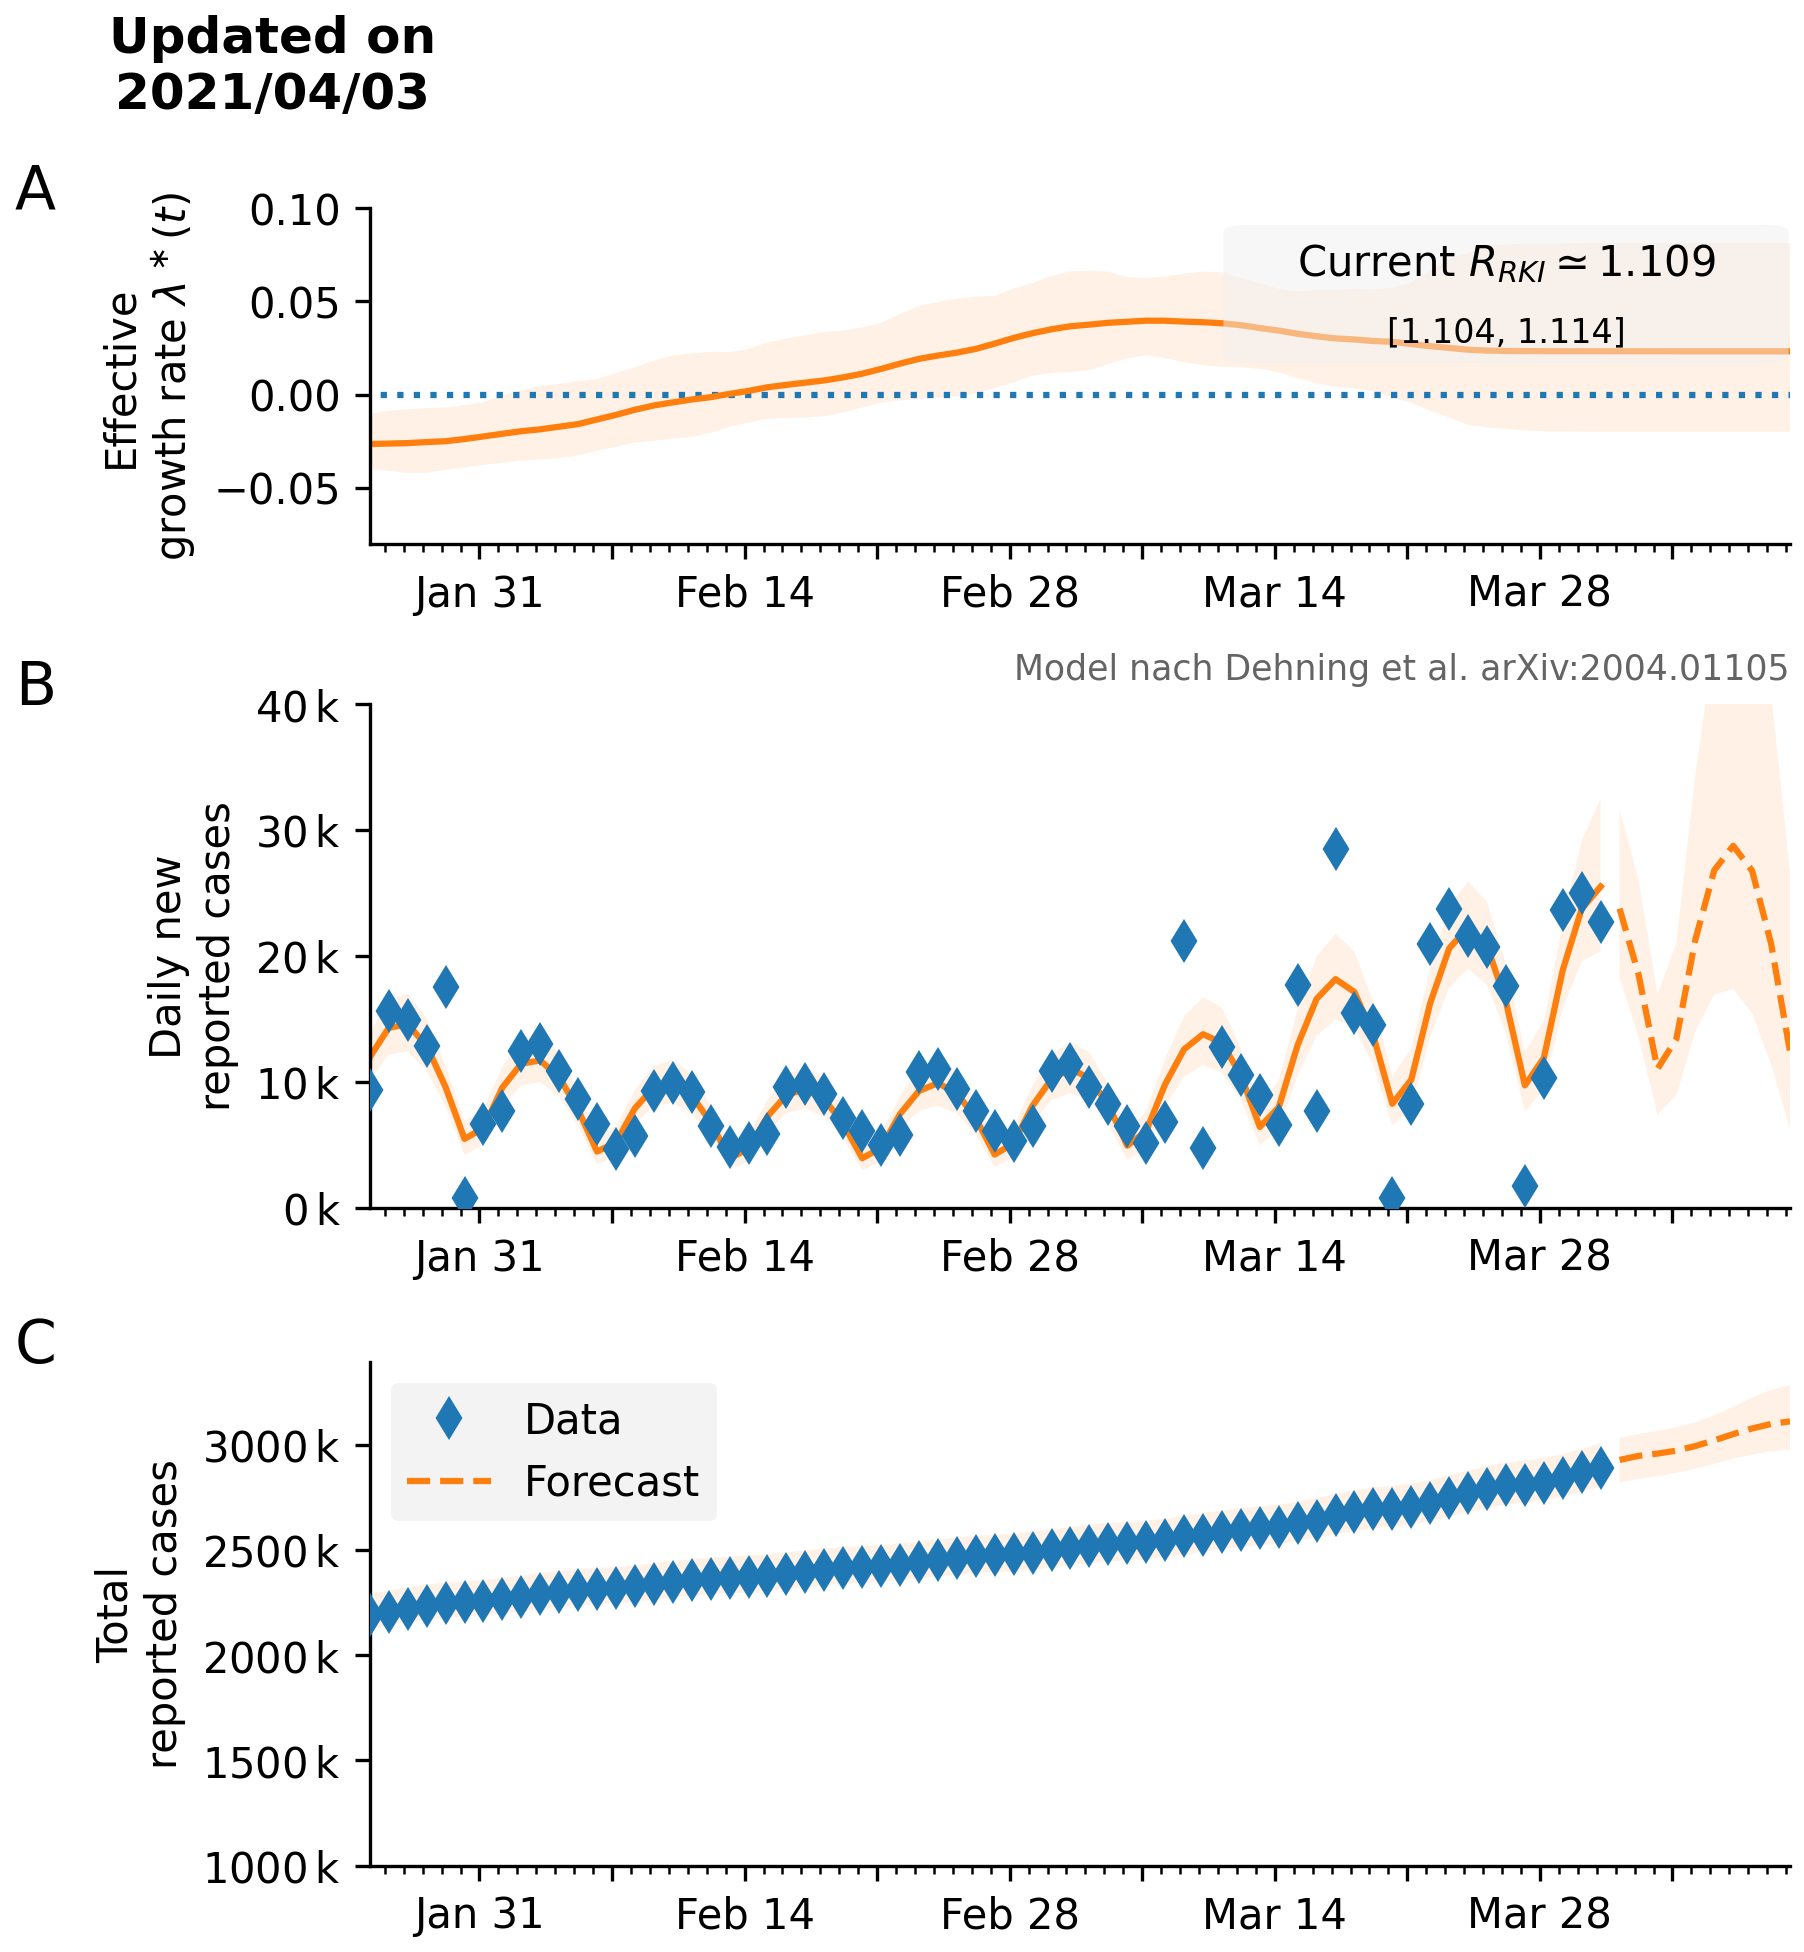 Updated on
2021/04/03
A
Effective
growth rate λ * (t)
0.10
0.05
0.00
−0.05
Current R_RKI ≃ 1.109
[1.104, 1.114]
Jan 31 Feb 14 Feb 28 Mar 14 Mar 28
B
Model nach Dehning et al. arXiv:2004.01105
Daily new
reported cases
40 k
30 k
20 k
10 k
0 k
Jan 31 Feb 14 Feb 28 Mar 14 Mar 28
C
Total
reported cases
Data
Forecast
3000 k
2500 k
2000 k
1500 k
1000 k
Jan 31 Feb 14 Feb 28 Mar 14 Mar 28